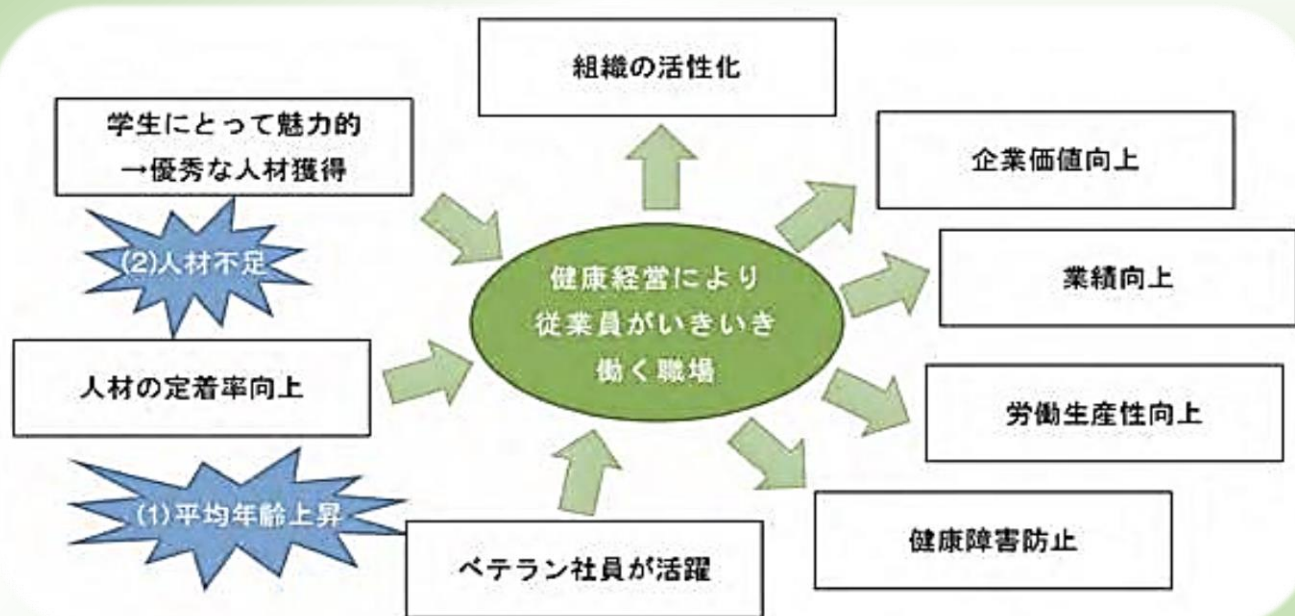 組織の活性化
学生にとって魅力的
→優秀な人材獲得
企業価値向上
(2)人材不足
健康経営により
従業員がいきいき
働く職場
業績向上
人材の定着率向上
労働生産性向上
(1)平均年齢上昇
ベテラン社員が活躍
健康障害防止